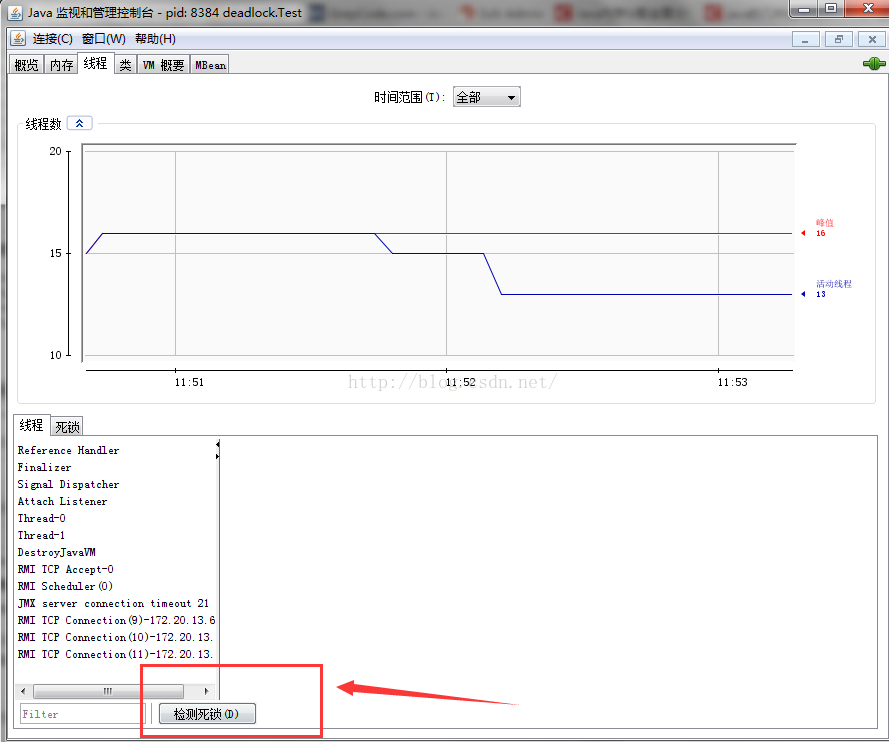 Java 监视和管理控制台 - pid: 8384 deadlock.Test
连接(C) 窗口(W) 帮助(H)
概览 内存 线程 类 VM 概要 MBean
时间范围(T): 全部
线程数
20
15
10
峰值
16
活动线程
13
11:51 11:52 11:53
http://blog.csdn.net/
线程 死锁
Reference Handler
Finalizer
Signal Dispatcher
Attach Listener
Thread-0
Thread-1
DestroyJavaVM
RMI TCP Accept-0
RMI Scheduler(0)
JMX server connection timeout 21
RMI TCP Connection(9)-172.20.13.6
RMI TCP Connection(10)-172.20.13.
RMI TCP Connection(11)-172.20.13.
Filter 检测死锁(D)